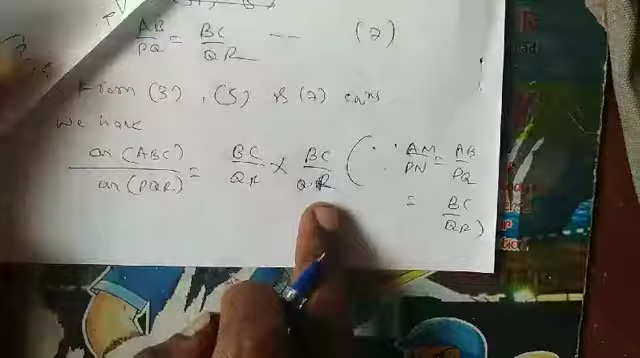 AB/PQ = BC/QR -- (7)
From (3), (5) & (7) eqns
We have
ar(ABC)/ar(PQR) = BC/QR × BC/QR (∵ AM/PN = AB/PQ
= BC/QR)